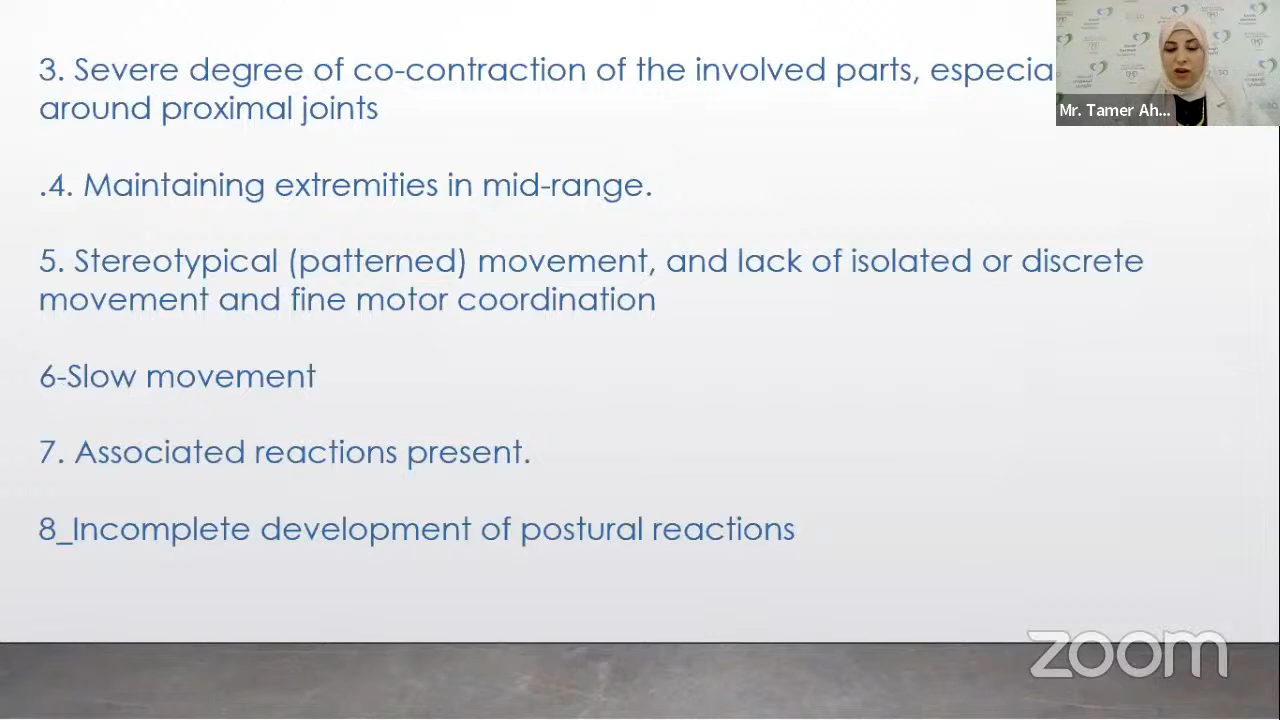 3. Severe degree of co-contraction of the involved parts,
around proximal joints
.4. Maintaining extremities in mid-range.
5. Stereotypical (patterned) movement, and lack of isolated or discrete
movement and fine motor coordination
6-Slow movement
7. Associated reactions present.
8_Incomplete development of postural reactions
Mr. Tamer Ah...
zoom